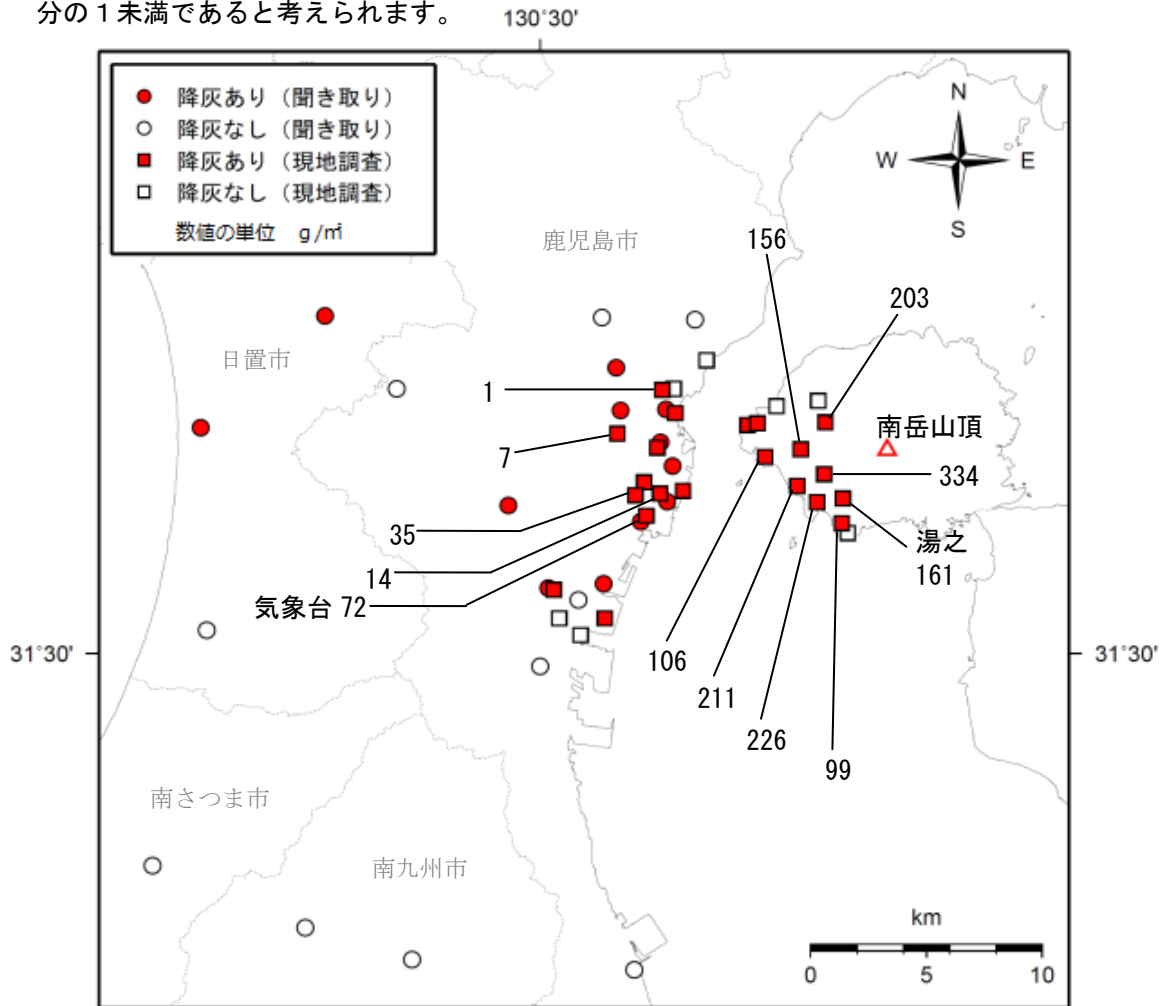 分の1未満であると考えられます。
130°30'
降灰あり（聞き取り）
降灰なし（聞き取り）
降灰あり（現地調査）
降灰なし（現地調査）
数値の単位 g/㎡
N
W
E
S
鹿児島市
156
203
日置市
1
南岳山頂
7
334
35
湯之
161
14
気象台 72
31°30'
31°30'
106
211
226
99
南さつま市
南九州市
km
0 5 10